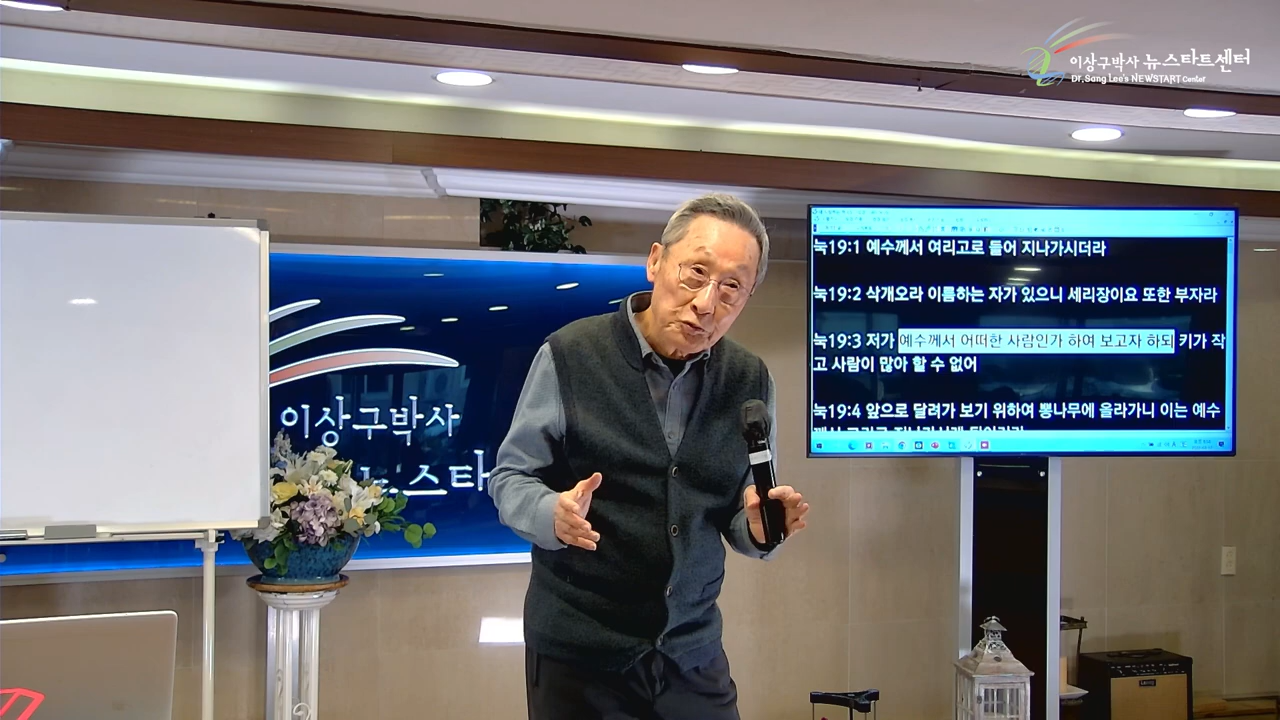 이상구박사 뉴스타트센터
Dr. Sang Lee's NEWSTART Center
눅19:1 예수께서 여리고로 들어 지나가시더라
눅19:2 삭개오라 이름하는 자가 있으니 세리장이요 또한 부자라
눅19:3 저가 예수께서 어떠한 사람인가 하여 보고자 하되 키가 작
고 사람이 많아 할 수 없어
눅19:4 앞으로 달려가 보기 위하여 뽕나무에 올라가니 이는 예수
이상구박사
스타